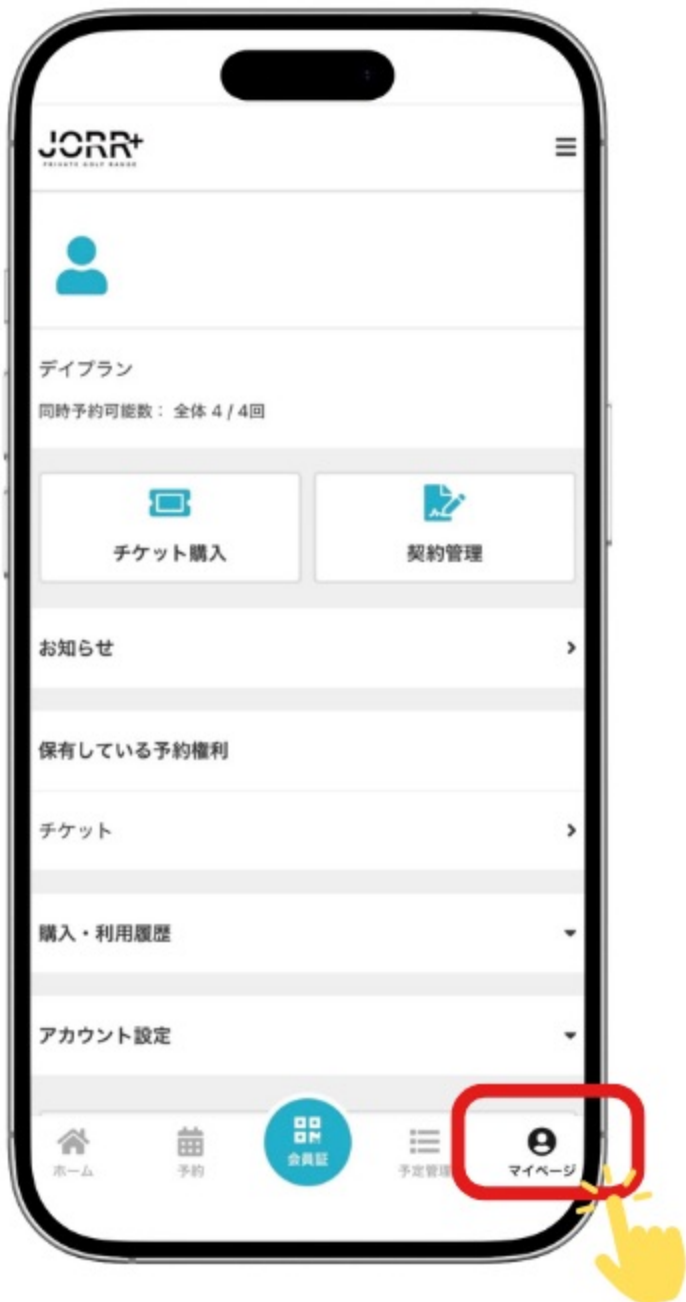 JORR+
PRIVATE GOLF RANGE
デイプラン
同時予約可能数： 全体 4 / 4回
チケット購入
契約管理
お知らせ
保有している予約権利
チケット
購入・利用履歴
アカウント設定
ホーム
予約
会員証
予定管理
マイページ